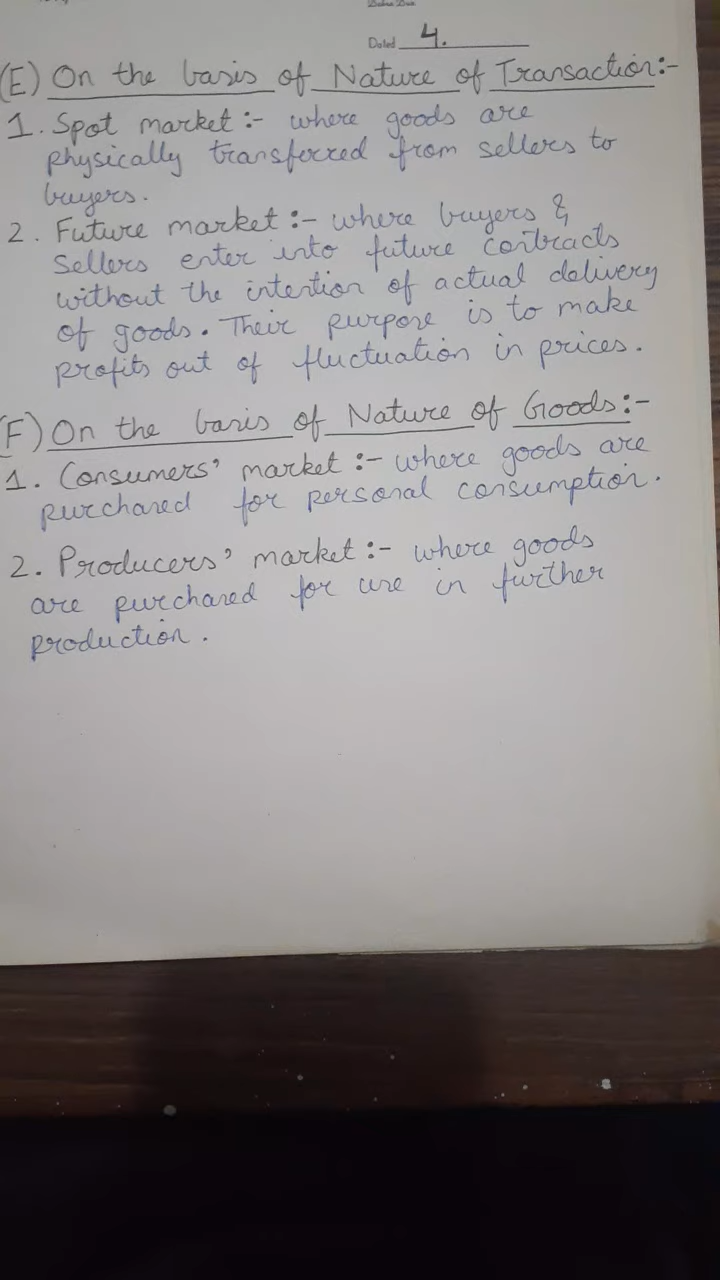 Dated 4.
(E) On the basis of Nature of Transaction:-
1. Spot market :- where goods are
physically transferred from sellers to
buyers.
2. Future market :- where buyers &
sellers enter into future contracts
without the intention of actual delivery
of goods. Their purpose is to make
profits out of fluctuation in prices.
(F) On the basis of Nature of Goods:-
1. Consumers' market :- where goods are
purchased for personal consumption.
2. Producers' market :- where goods
are purchased for use in further
production.